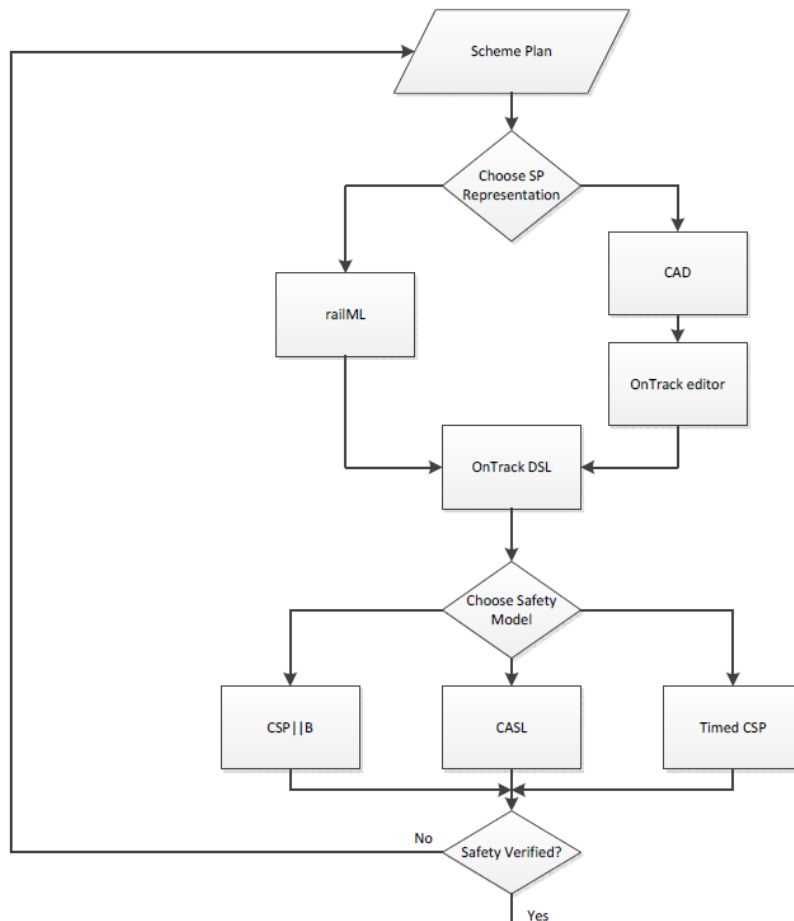 Scheme Plan
Choose SP
Representation
CAD
railML
OnTrack editor
OnTrack DSL
Choose Safety
Model
CSP||B
CASL
Timed CSP
No
Safety Verified?
Yes